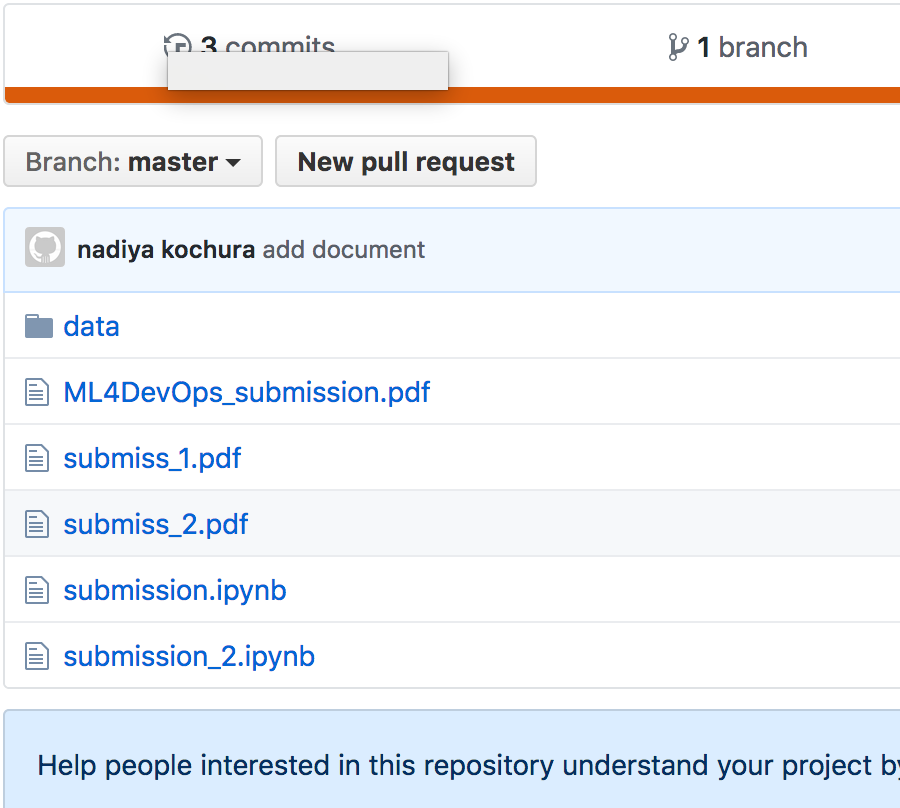 3 commits
1 branch
Branch: master
New pull request
nadiya kochura add document
data
ML4DevOps_submission.pdf
submiss_1.pdf
submiss_2.pdf
submission.ipynb
submission_2.ipynb
Help people interested in this repository understand your project by